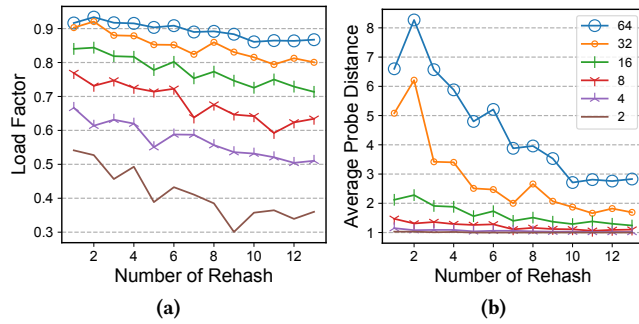 0.9
0.8
0.7
0.6
0.5
0.4
0.3
Load Factor
2 4 6 8 10 12
Number of Rehash
(a)
8
7
6
5
4
3
2
1
Average Probe Distance
2 4 6 8 10 12
Number of Rehash
64
32
16
8
4
2
(b)